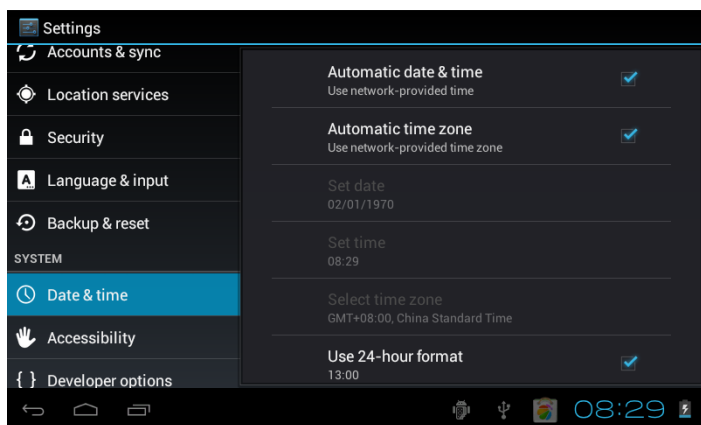 Settings
Accounts & sync
Location services
Security
Language & input
Backup & reset
SYSTEM
Date & time
Accessibility
{ } Developer options
Automatic date & time
Use network-provided time
Automatic time zone
Use network-provided time zone
Set date
02/01/1970
Set time
08:29
Select time zone
GMT+08:00, China Standard Time
Use 24-hour format
13:00
08:29